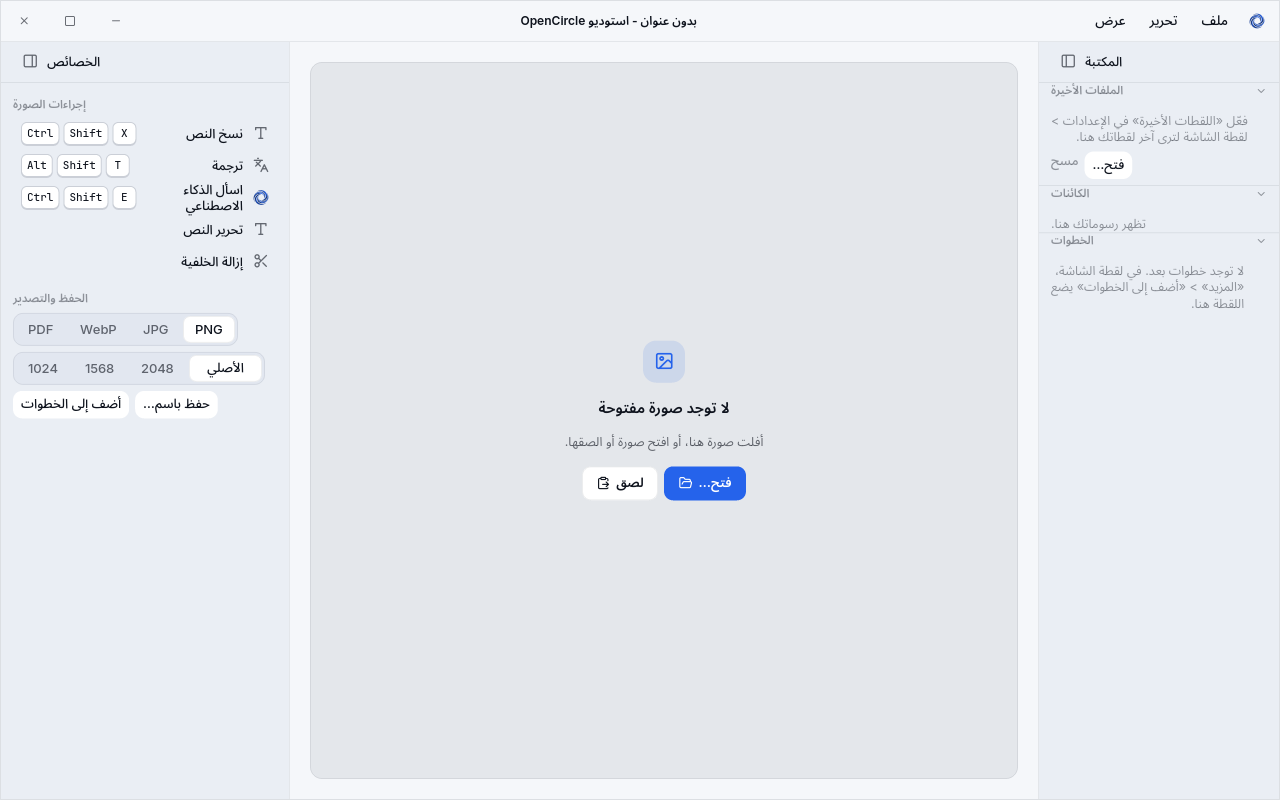 ملف تحرير عرض
بدون عنوان - استوديو OpenCircle
المكتبة
الملفات الأخيرة
فعّل «اللقطات الأخيرة» في الإعدادات >
لقطة الشاشة لترى آخر لقطاتك هنا.
فتح... مسح
الكائنات
تظهر رسوماتك هنا.
الخطوات
لا توجد خطوات بعد. في لقطة الشاشة،
«المزيد» > «أضف إلى الخطوات» يضع
اللقطة هنا.
لا توجد صورة مفتوحة
أفلت صورة هنا، أو افتح صورة أو الصقها.
فتح... لصق
الخصائص
إجراءات الصورة
نسخ النص Ctrl Shift X
ترجمة Alt Shift T
اسأل الذكاء
الاصطناعي Ctrl Shift E
تحرير النص
إزالة الخلفية
الحفظ والتصدير
PNG JPG WebP PDF
الأصلي 2048 1568 1024
حفظ باسم... أضف إلى الخطوات